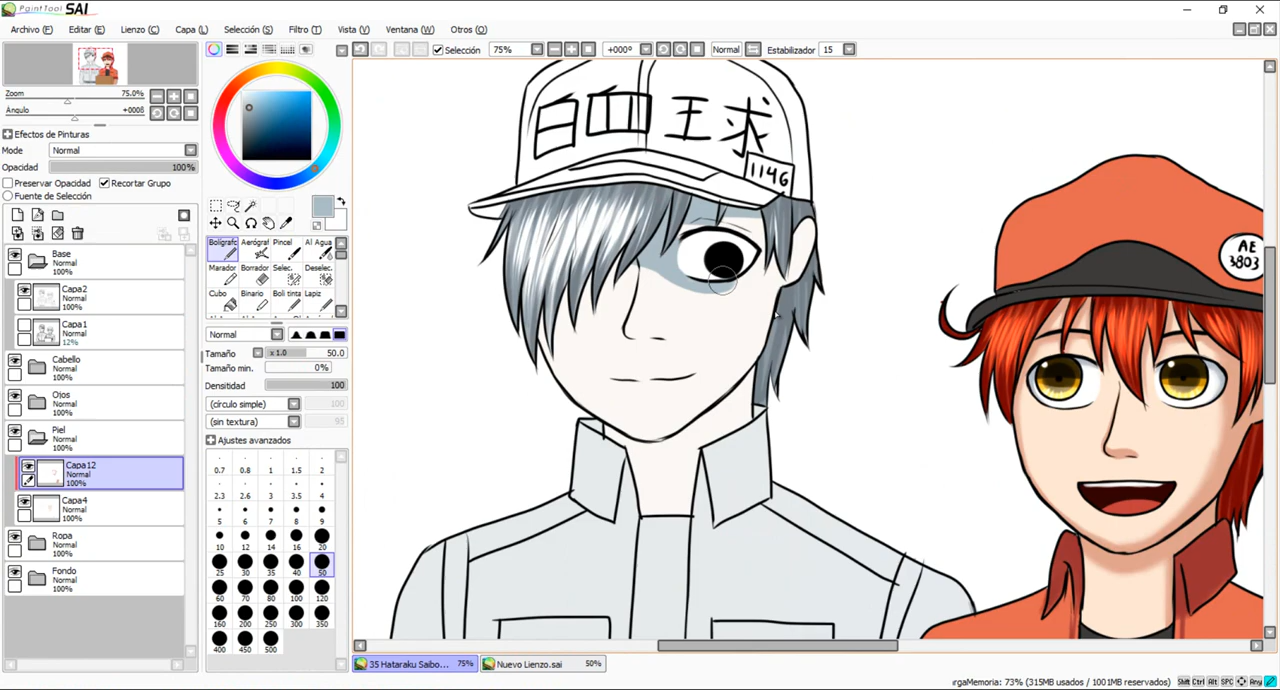 PaintTool SAI
Archivo (F) Editar (E) Lienzo (C) Capa (L) Selección (S) Filtro (T) Vista (V) Ventana (W) Otros (O)
Selección 75% +000º Normal Estabilizador 15
Zoom 75.0%
Ángulo +000ß
Efectos de Pinturas
Mode Normal
Opacidad 100%
Preservar Opacidad Recortar Grupo
Fuente de Selección
Base
Normal
100%
Capa2
Normal
100%
Capa1
Normal
12%
Cabello
Normal
100%
Ojos
Normal
100%
Piel
Normal
100%
Capa12
Normal
100%
Capa4
Normal
100%
Ropa
Normal
100%
Fondo
Normal
100%
Bolígrafo Aerógraf Pincel Al Agua
Marador Borrador Selec. Deselec.
Cubo Binario Boli tinta Lapiz
Normal
Tamaño x 1.0 50.0
Tamaño min. 0%
Densitidad 100
(círculo simple) 100
(sin textura) 95
Ajustes avanzados
0.7 0.8 1 1.5 2
2.3 2.6 3 3.5 4
5 6 7 8 9
10 12 14 16 20
25 30 35 40 50
60 70 80 100 120
160 200 250 300 350
400 450 500
白血王求
1146
AE
3803
35 Hataraku Saibo... 75% Nuevo Lienzo.sai 50%
ırgaMemoria: 73% (315MB usados / 1001MB reservados) Shift Ctrl Alt SPC Any